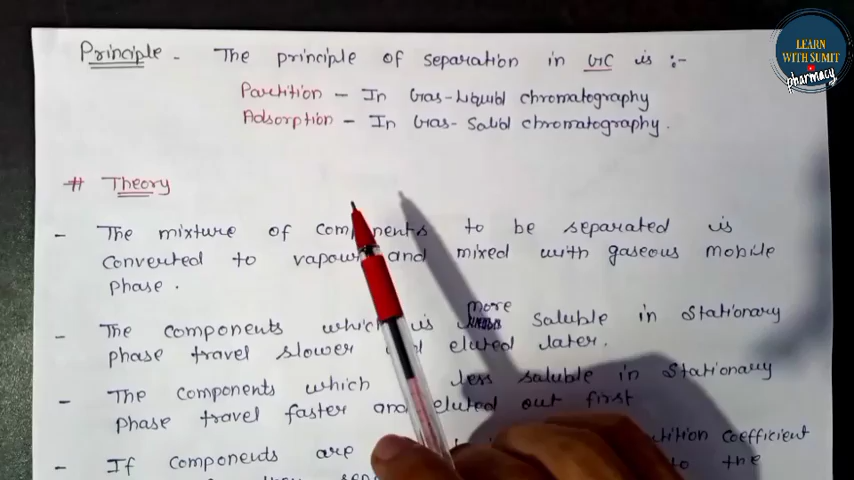 Principle - The principle of separation in GC is :-
Partition - In Gas-Liquid chromatography
Adsorption - In Gas-Solid chromatography.
# Theory
- The mixture of components to be separated is
converted to vapour and mixed with gaseous mobile
phase.
- The components which is more soluble in stationary
phase travel slower and eluted later.
- The components which less soluble in stationary
phase travel faster and eluted out first
- If components are coefficient
to the
LEARN
WITH SUMIT
pharmacy